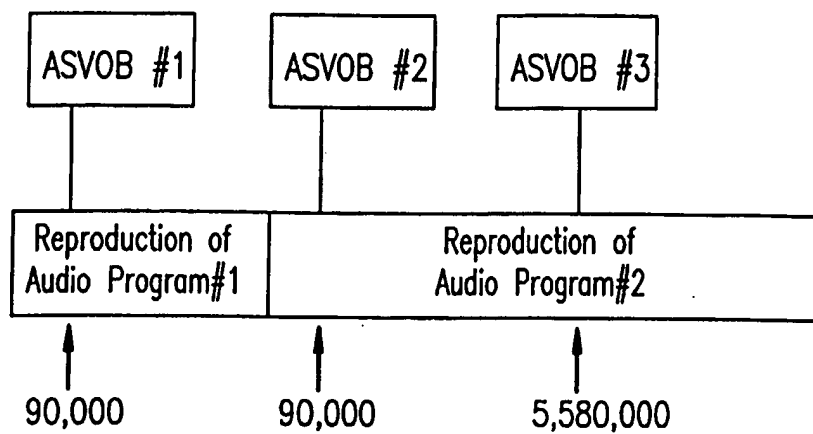 ASVOB #1
ASVOB #2
ASVOB #3
Reproduction of
Audio Program#1
Reproduction of
Audio Program#2
90,000
90,000
5,580,000